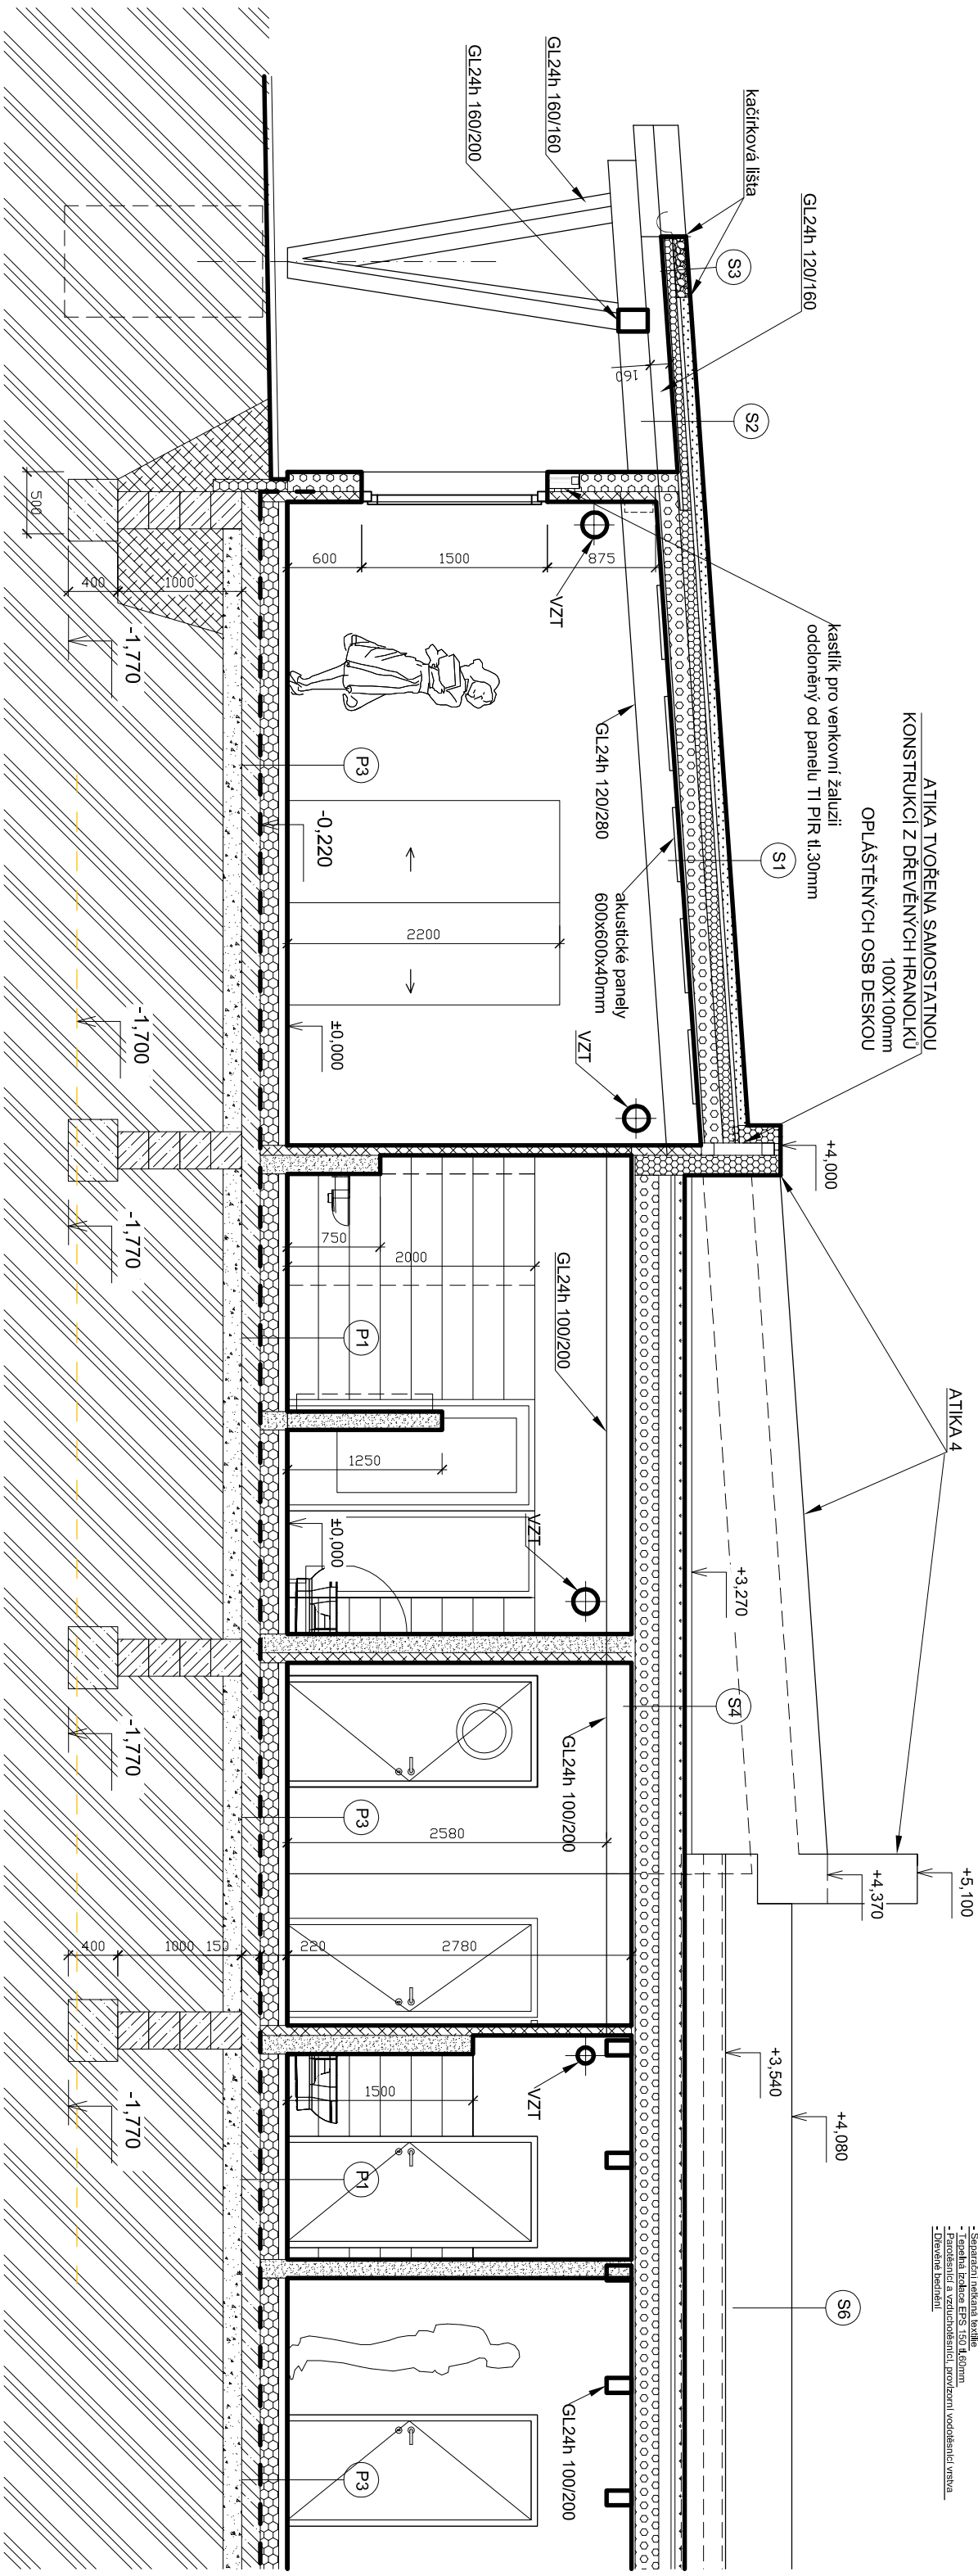 kačírková lišta
GL24h 160/160
GL24h 160/200
GL24h 120/160
S3
S2
160
kastlík pro venkovní žaluzii
odcloněný od panelu TI PIR tl.30mm
ATIKA TVOŘENA SAMOSTATNOU
KONSTRUKCÍ Z DŘEVĚNÝCH HRANOLKŮ
100X100mm
OPLÁŠTĚNÝCH OSB DESKOU
S1
GL24h 120/280
akustické panely
600x600x40mm
VZT
VZT
600
1500
875
2200
±0,000
-0,220
P3
500
400
1000
-1,770
-1,700
-1,770
+4,000
ATIKA 4
GL24h 100/200
750
2000
P1
1250
±0,000
VZT
+3,270
S4
GL24h 100/200
-1,770
P3
2580
+5,100
+4,370
400
1000
150
220
2780
+3,540
+4,080
VZT
1500
-1,770
P1
S6
GL24h 100/200
P3
- Separační netkaná textilie
- Tepelná izolace EPS 150 tl.60mm
- Parotěsnící a vzduchotěsnící, provizorní vodotěsnící vrstva
- Dřevěné bednění